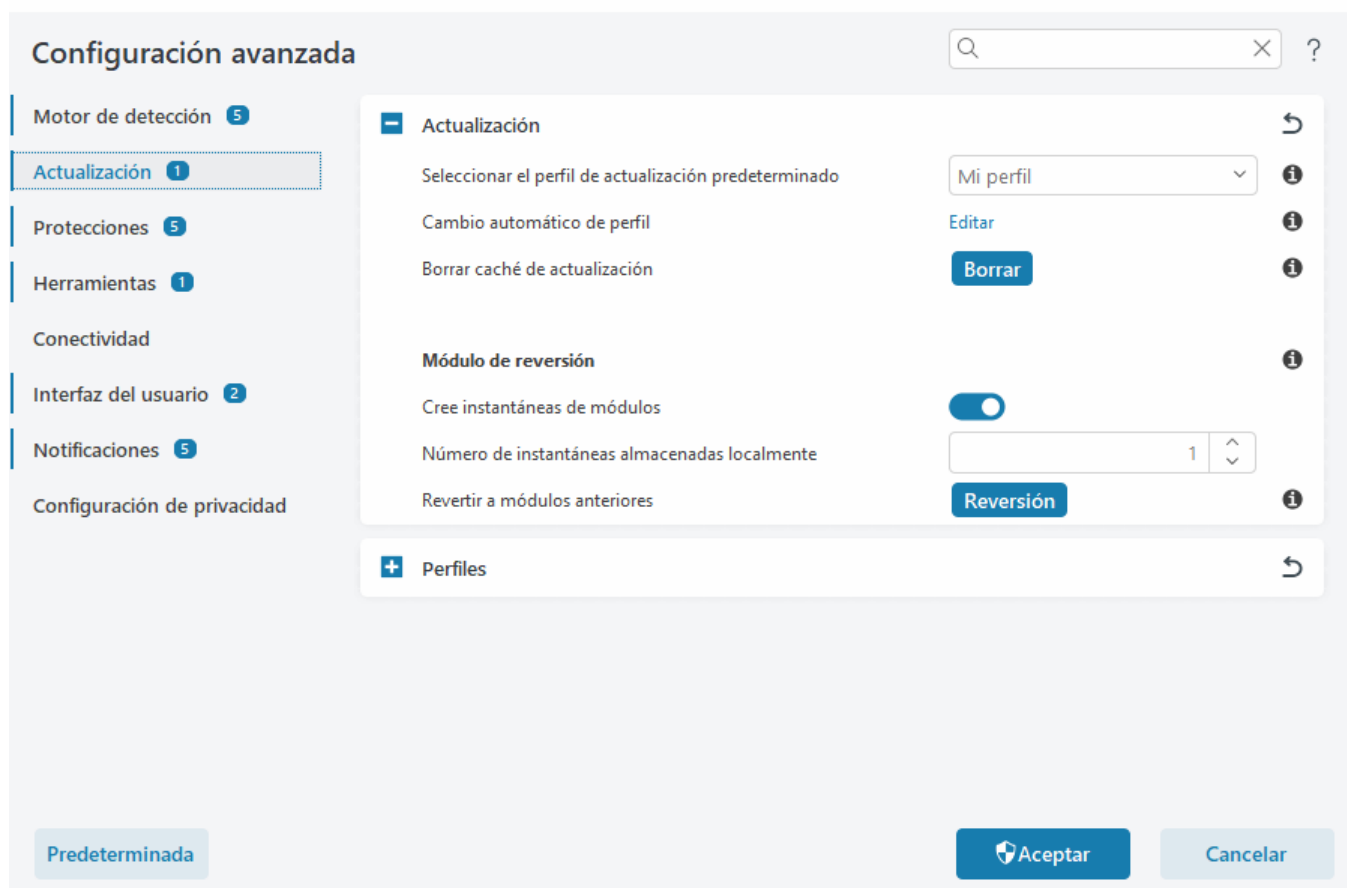 Configuración avanzada
?
Motor de detección 5
Actualización 1
Protecciones 5
Herramientas 1
Conectividad
Interfaz del usuario 2
Notificaciones 5
Configuración de privacidad
Actualización
Seleccionar el perfil de actualización predeterminado
Mi perfil
Cambio automático de perfil
Editar
Borrar caché de actualización
Borrar
Módulo de reversión
Cree instantáneas de módulos
Número de instantáneas almacenadas localmente
1
Revertir a módulos anteriores
Reversión
Perfiles
Predeterminada
Aceptar
Cancelar